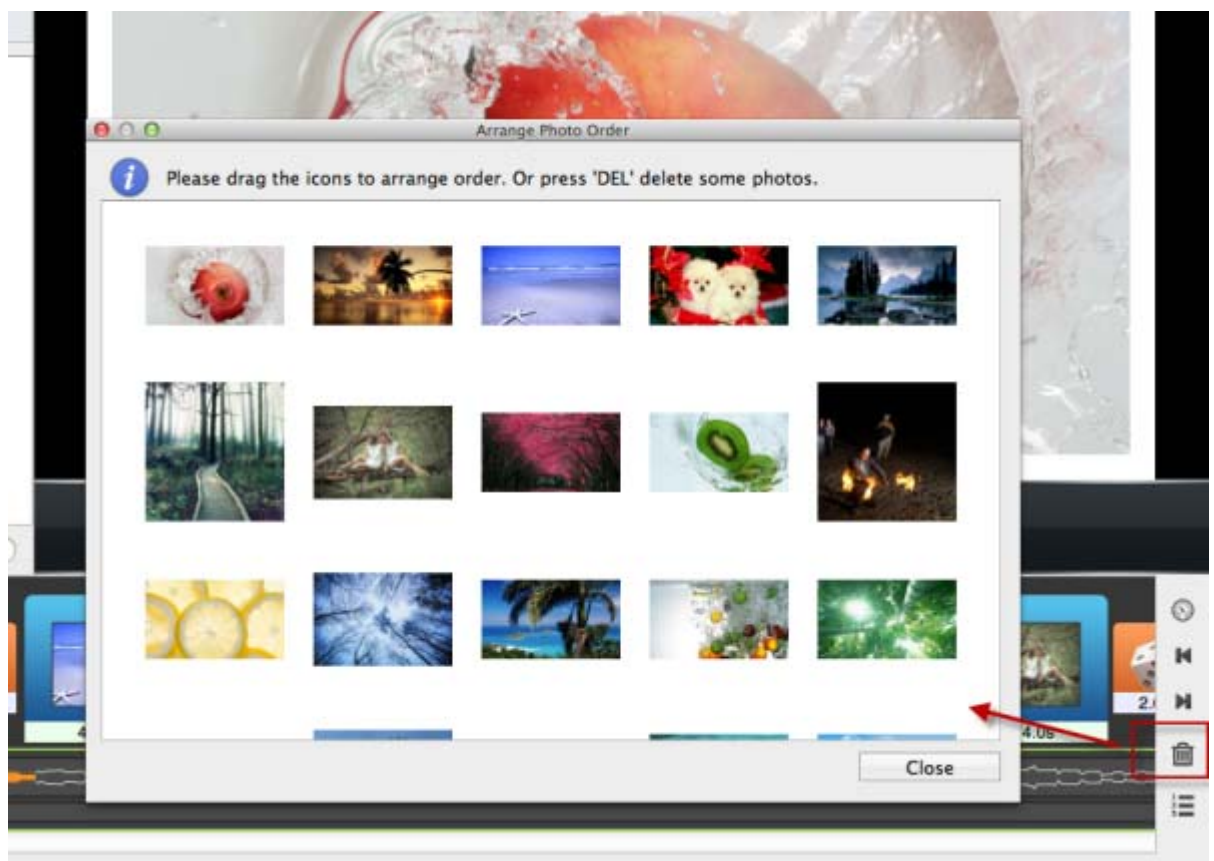 Arrange Photo Order
Please drag the icons to arrange order. Or press 'DEL' delete some photos.
4.0s
Close